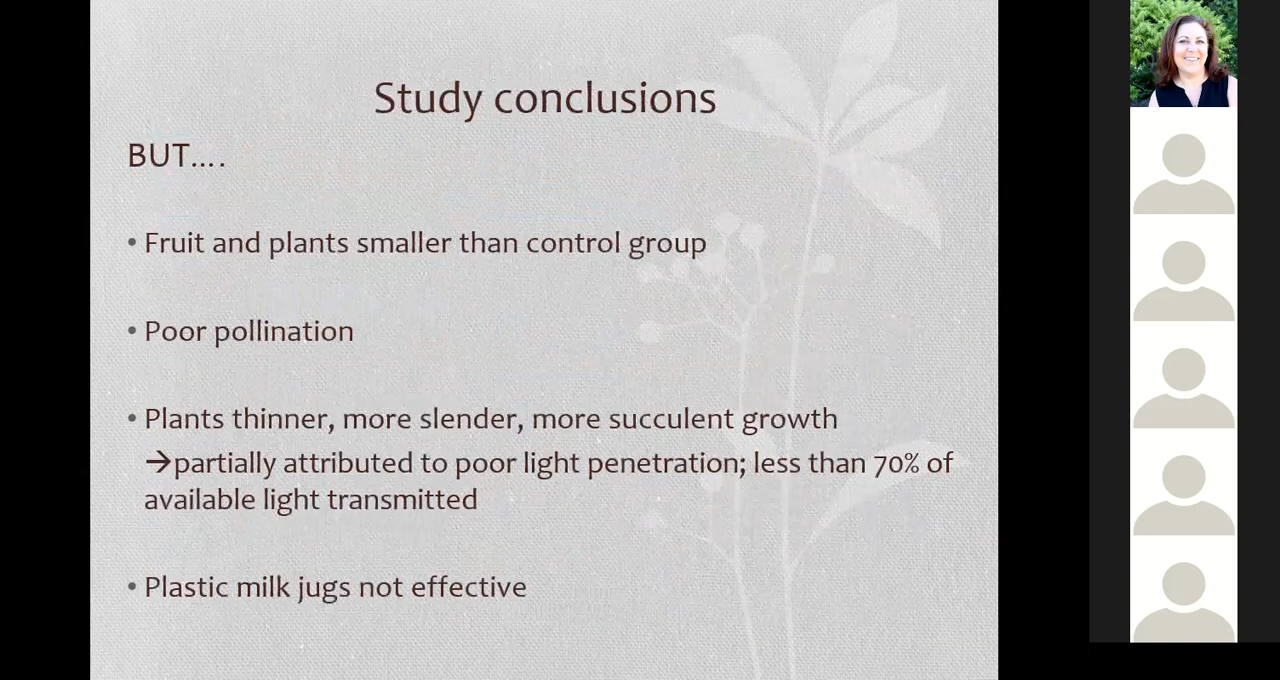 Study conclusions
BUT....
• Fruit and plants smaller than control group
• Poor pollination
• Plants thinner, more slender, more succulent growth
→partially attributed to poor light penetration; less than 70% of
available light transmitted
• Plastic milk jugs not effective